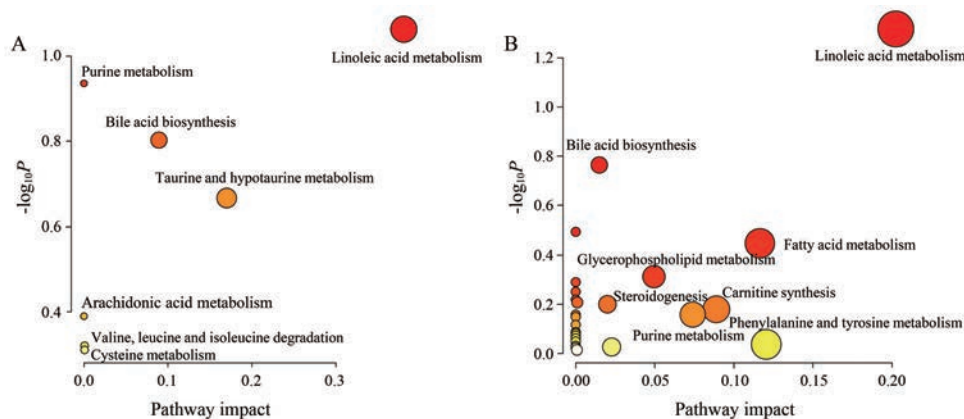 A
Linoleic acid metabolism
1.0
Purine metabolism
Bile acid biosynthesis
0.8
Taurine and hypotaurine metabolism
-log10P
0.6
Arachidonic acid metabolism
0.4
Valine, leucine and isoleucine degradation
Cysteine metabolism
0.0 0.1 0.2 0.3
Pathway impact
B
Linoleic acid metabolism
1.2
1.0
Bile acid biosynthesis
0.8
-log10P
0.6
Fatty acid metabolism
0.4
Glycerophospholipid metabolism
Steroidogenesis
Carnitine synthesis
0.2
Purine metabolism
Phenylalanine and tyrosine metabolism
0.0
0.00 0.05 0.10 0.15 0.20
Pathway impact